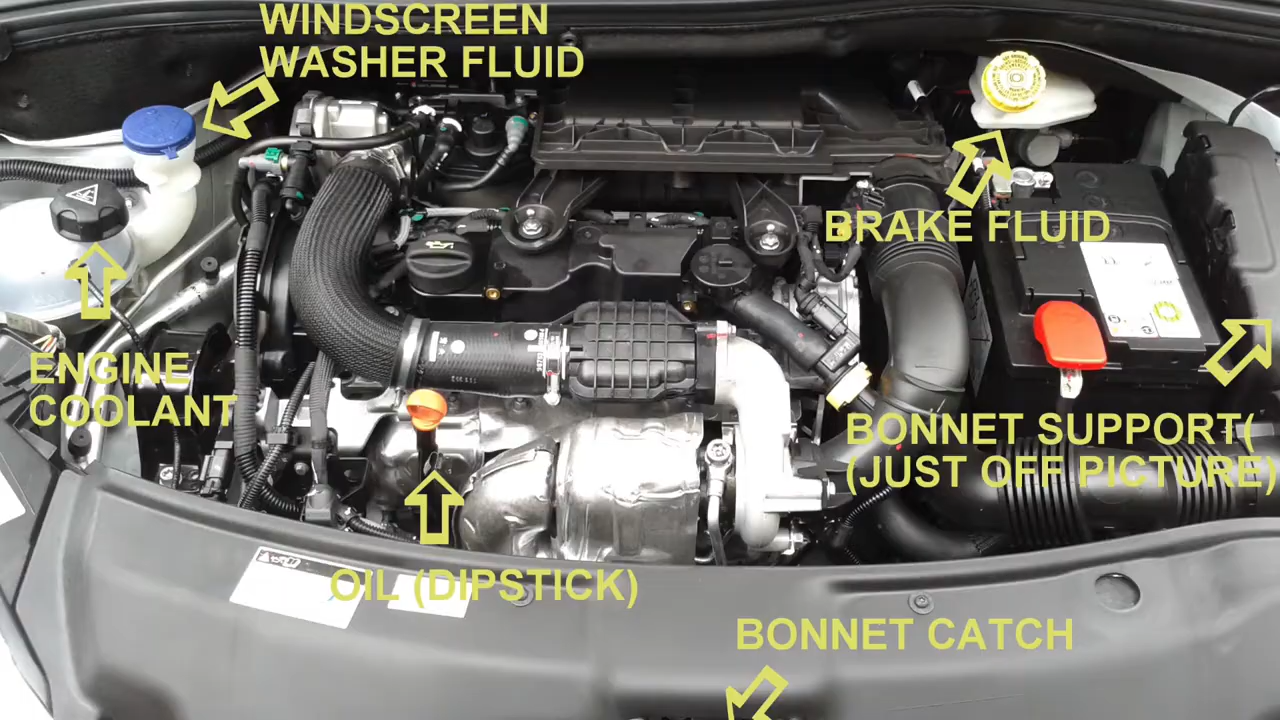 WINDSCREEN
WASHER FLUID
BRAKE FLUID
ENGINE
COOLANT
BONNET SUPPORT(
(JUST OFF PICTURE)
OIL (DIPSTICK)
BONNET CATCH